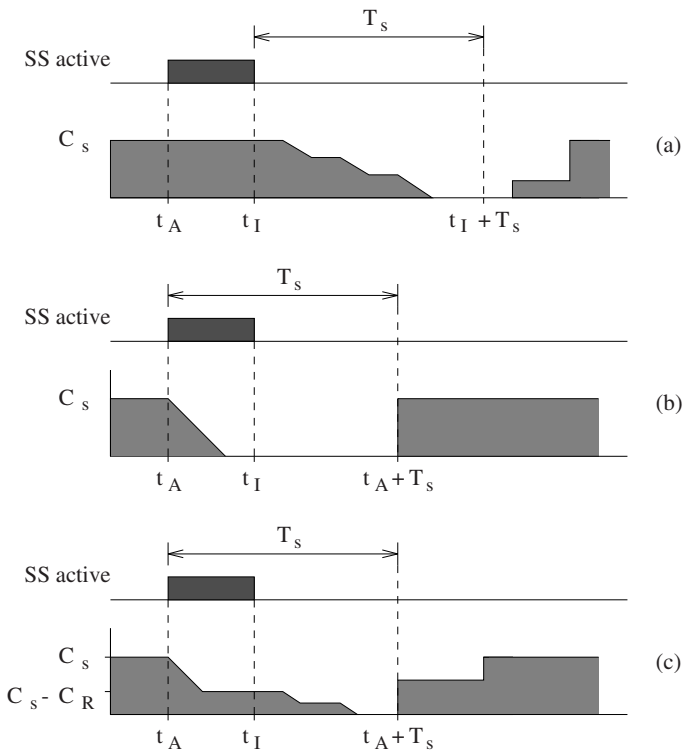 T s
SS active
C s
(a)
t A t I t I + T s
T s
SS active
C s
(b)
t A t I t A + T s
T s
SS active
C s
(c)
C s - C R
t A t I t A + T s